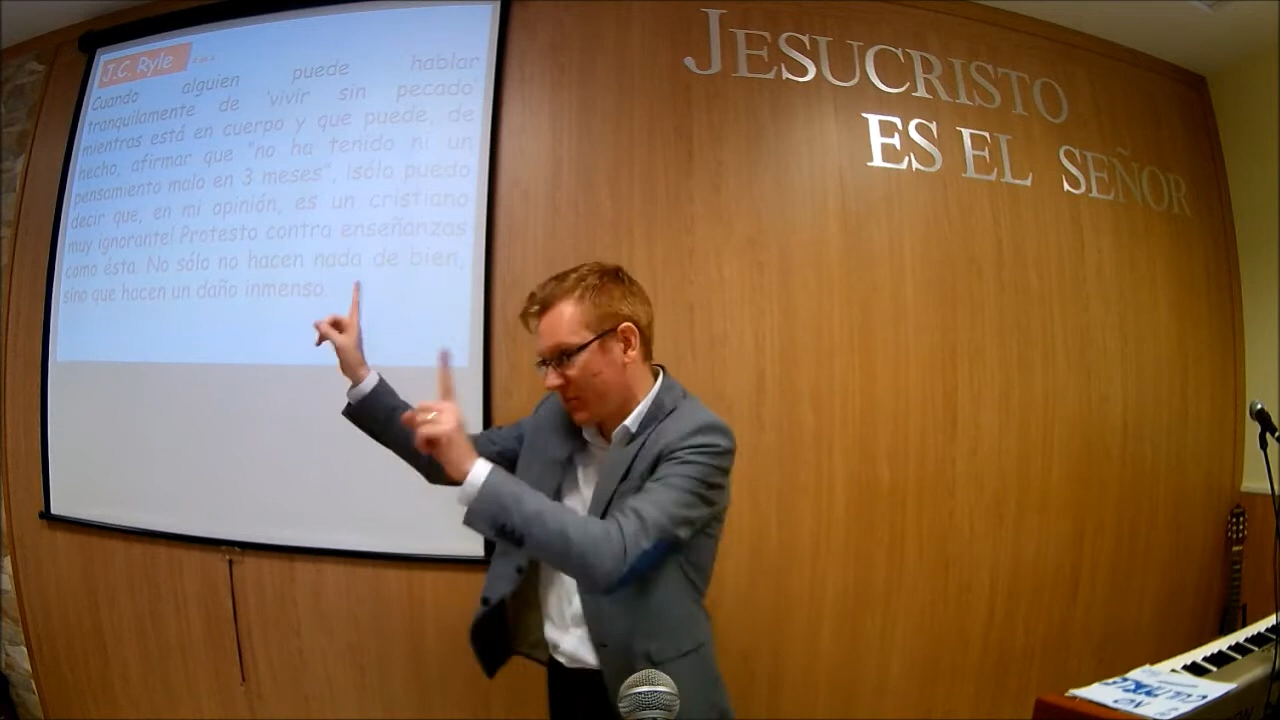 J.C. Ryle
Cuando alguien puede hablar
tranquilamente de 'vivir sin pecado'
mientras está en cuerpo y que puede, de
hecho, afirmar que "no ha tenido ni un
pensamiento malo en 3 meses", ¡sólo puedo
decir que, en mi opinión, es un cristiano
muy ignorante! Protesto contra enseñanzas
como ésta. No sólo no hacen nada de bien,
sino que hacen un daño inmenso.
JESUCRISTO
ES EL SEÑOR
NO